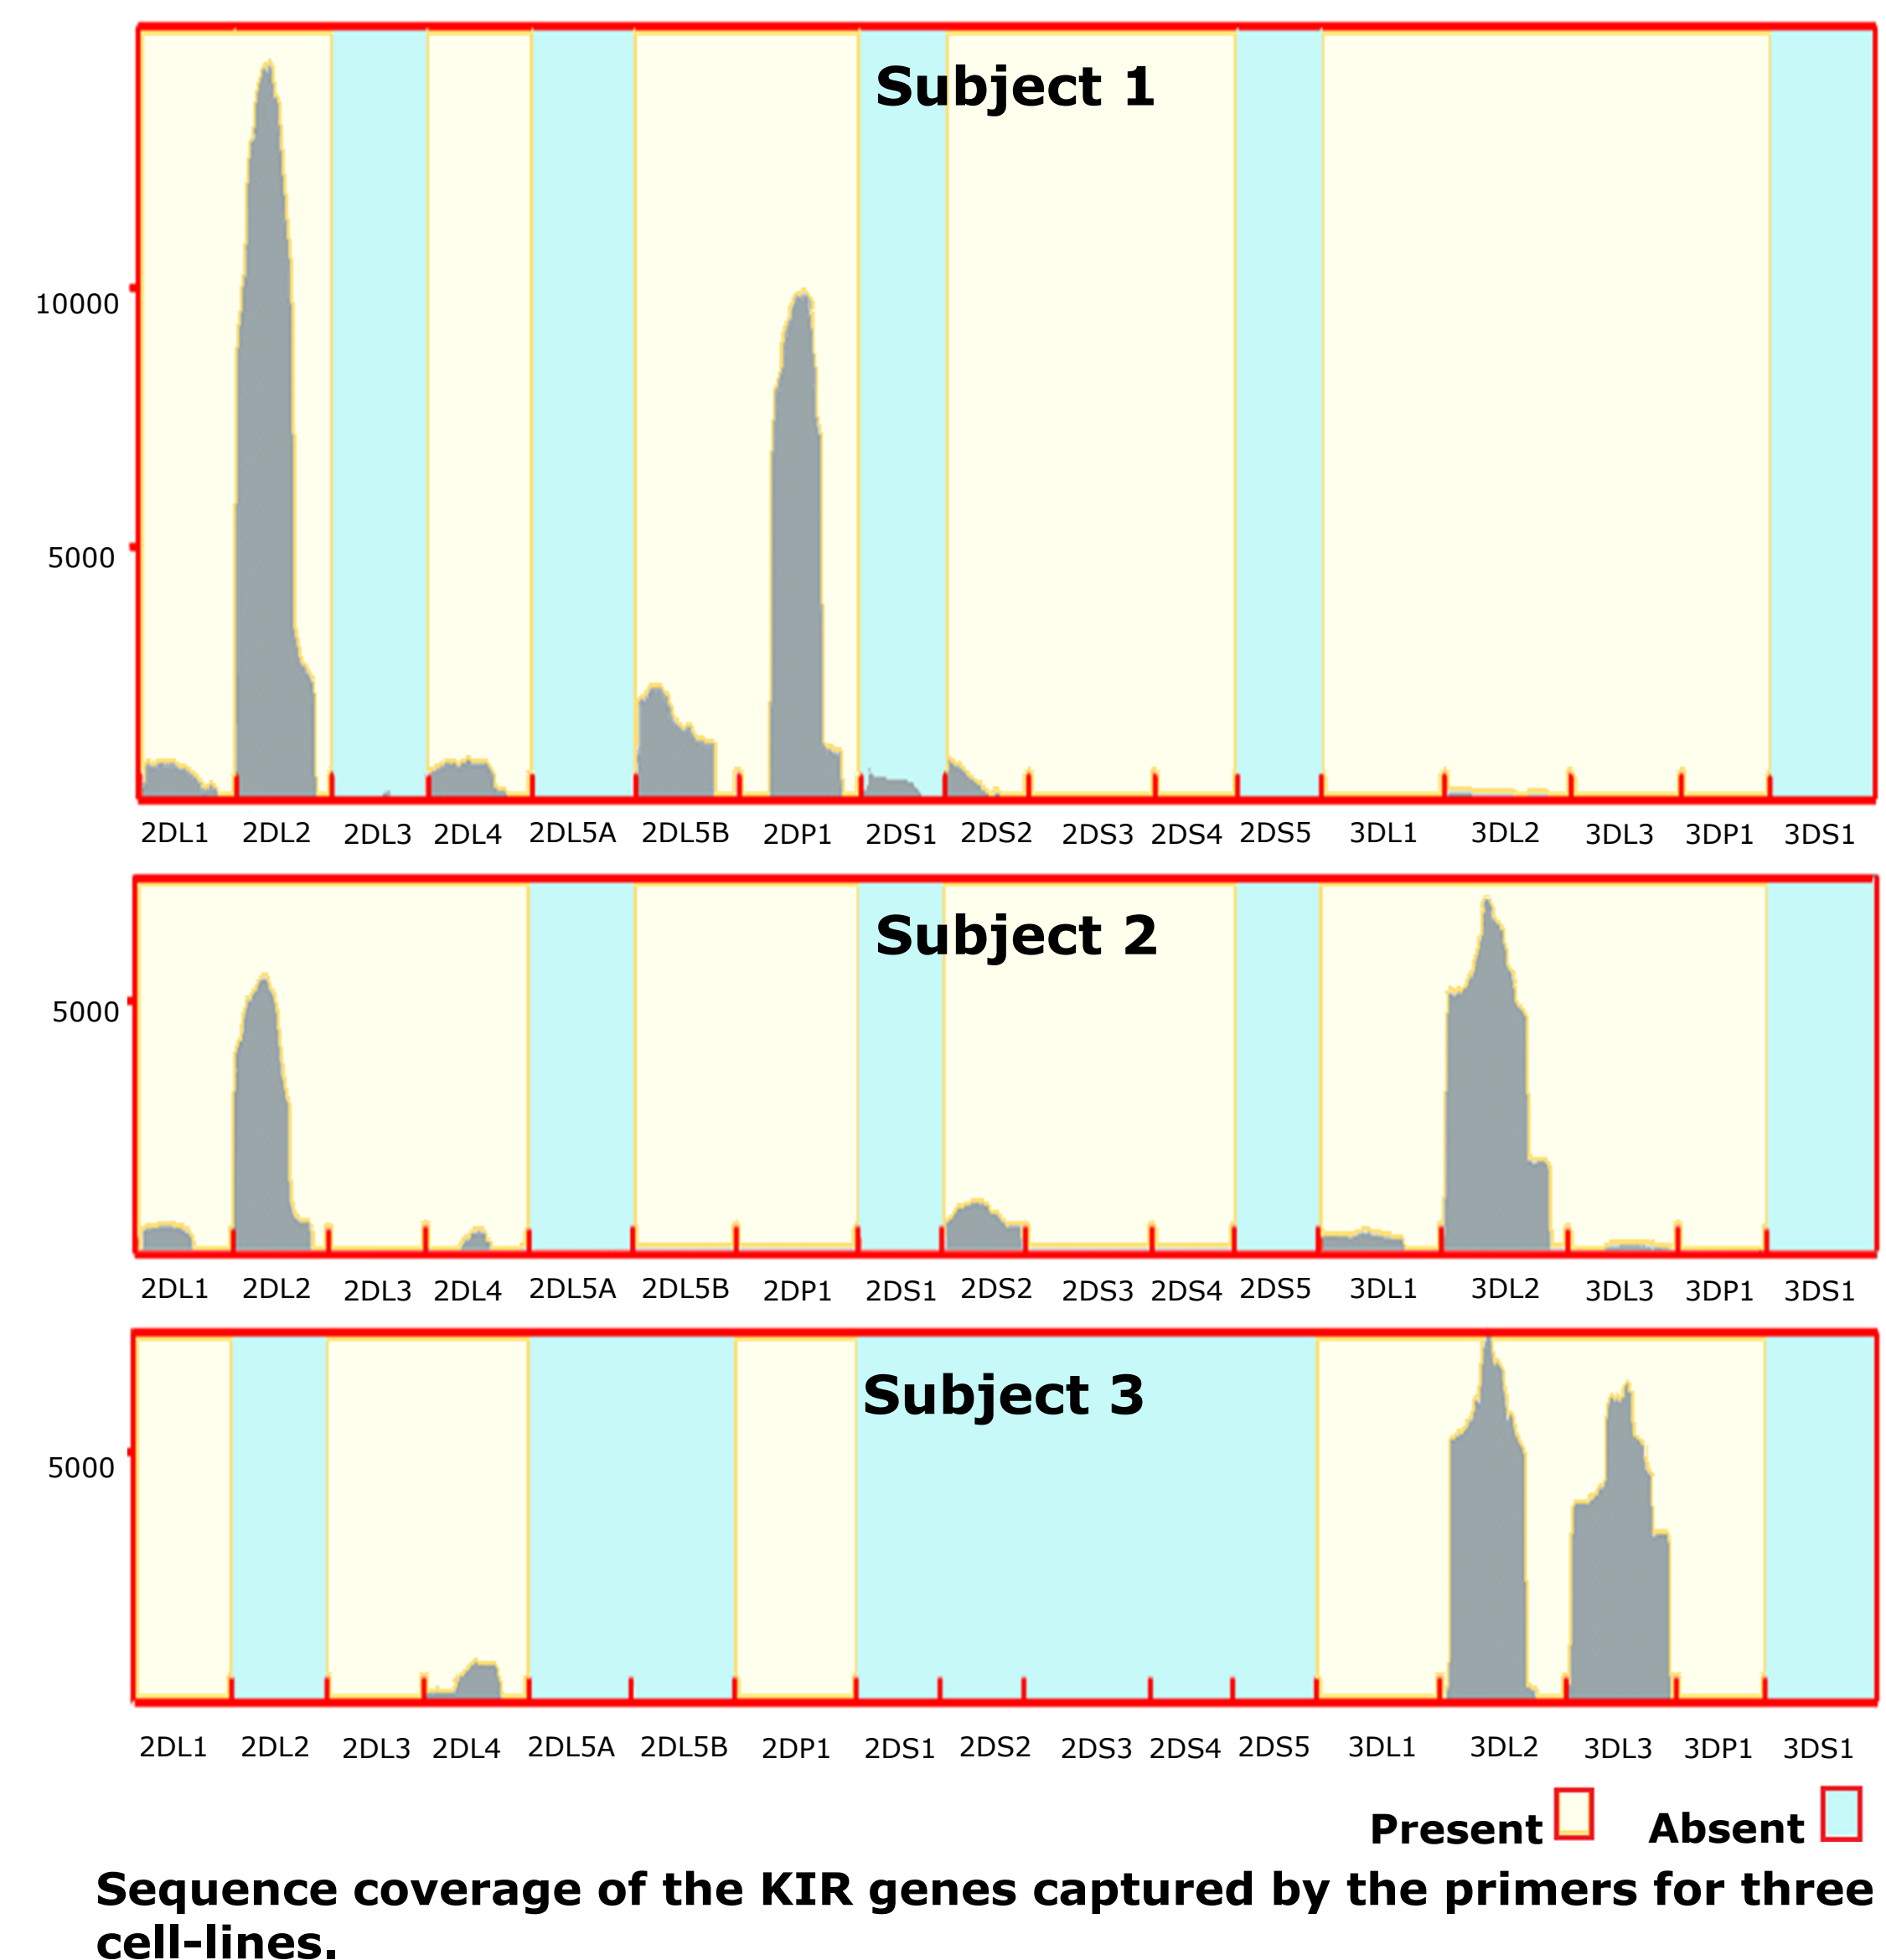 Subject 1
10000
5000
2DL1 2DL2 2DL3 2DL4 2DL5A 2DL5B 2DP1 2DS1 2DS2 2DS3 2DS4 2DS5 3DL1 3DL2 3DL3 3DP1 3DS1
Subject 2
5000
2DL1 2DL2 2DL3 2DL4 2DL5A 2DL5B 2DP1 2DS1 2DS2 2DS3 2DS4 2DS5 3DL1 3DL2 3DL3 3DP1 3DS1
Subject 3
5000
2DL1 2DL2 2DL3 2DL4 2DL5A 2DL5B 2DP1 2DS1 2DS2 2DS3 2DS4 2DS5 3DL1 3DL2 3DL3 3DP1 3DS1
Present Absent
Sequence coverage of the KIR genes captured by the primers for three
cell-lines.